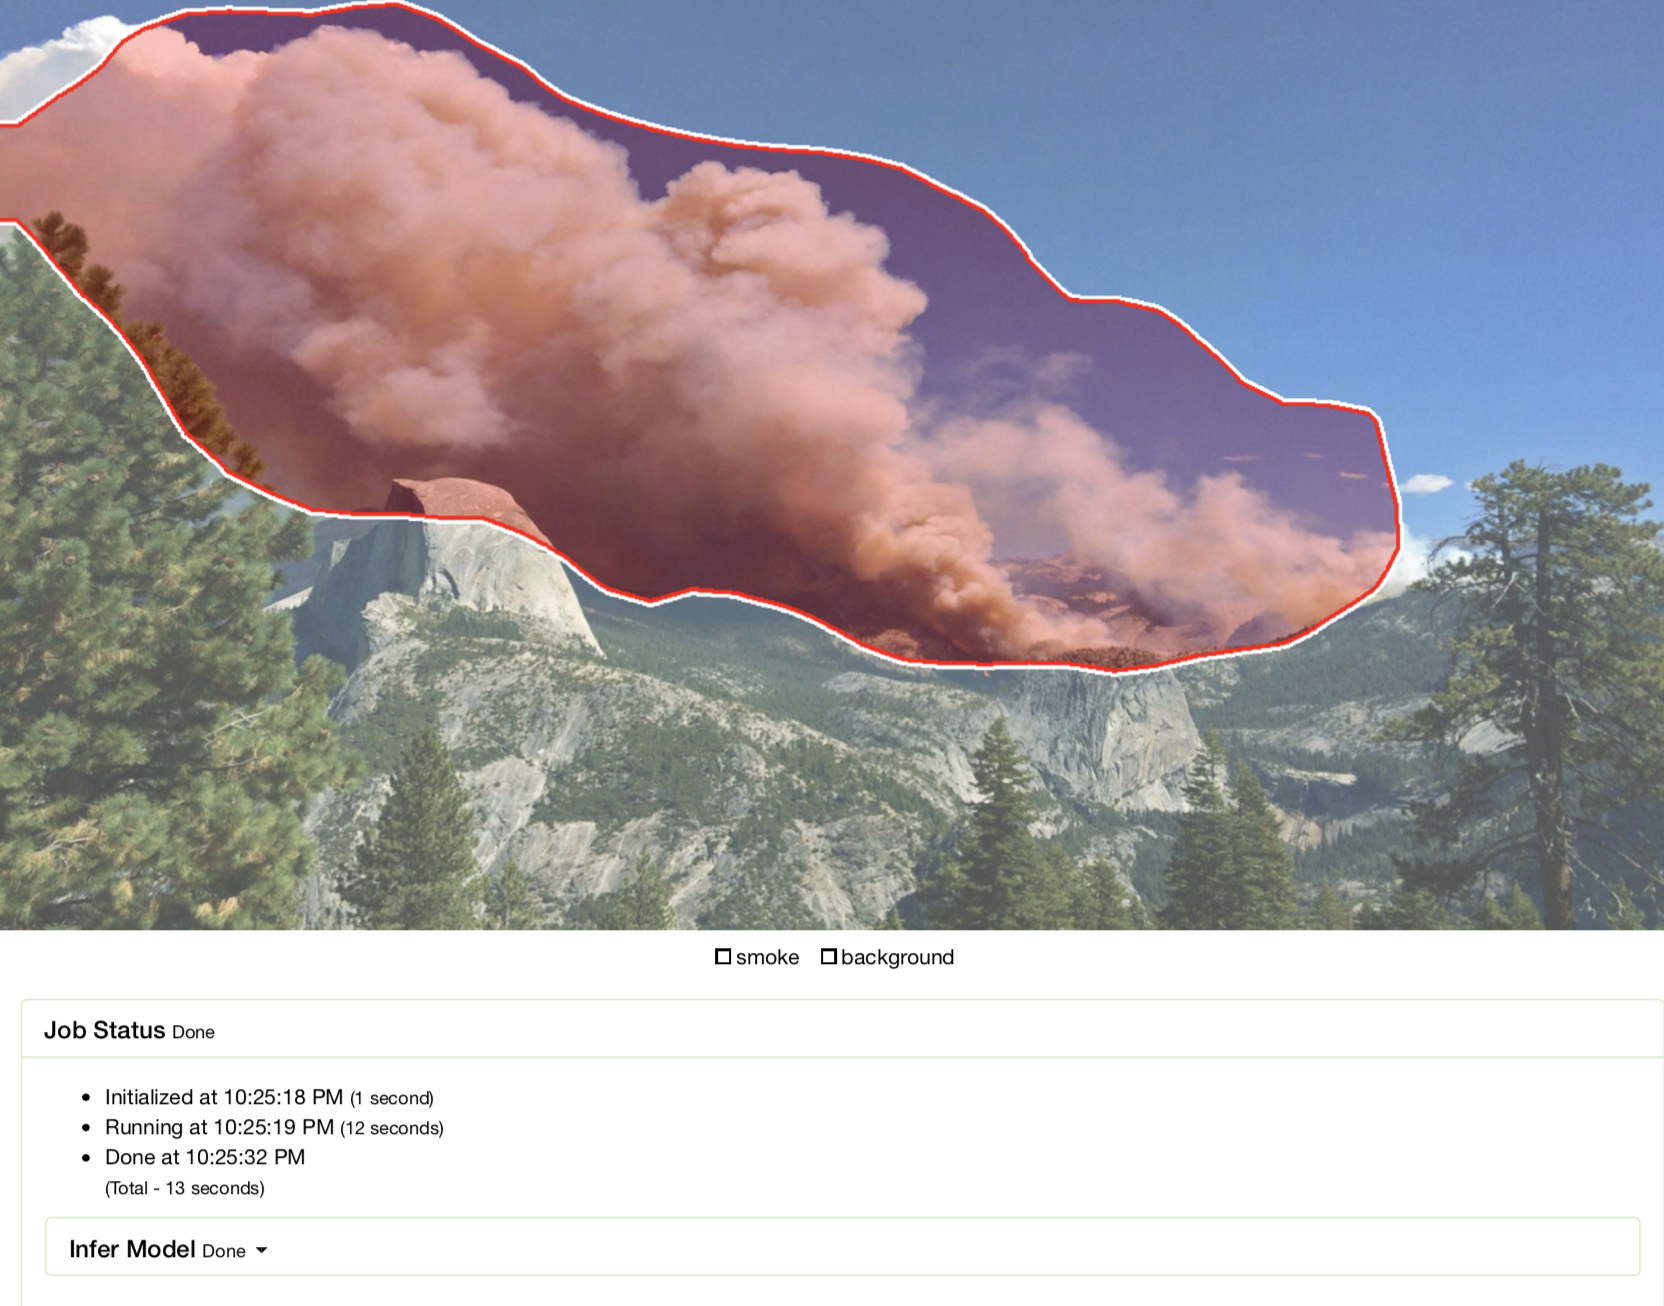 smoke background
Job Status Done
Initialized at 10:25:18 PM (1 second)
Running at 10:25:19 PM (12 seconds)
Done at 10:25:32 PM
(Total - 13 seconds)
Infer Model Done